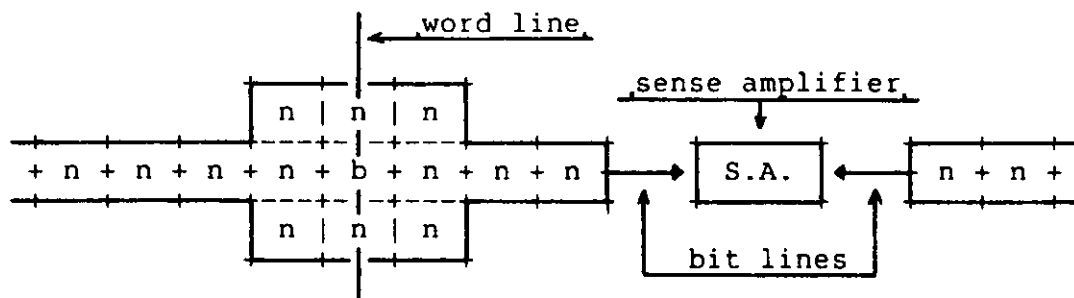 word line
sense amplifier
n n n
+ n + n + n + n + b + n + n + n S.A. n + n +
n n n
bit lines